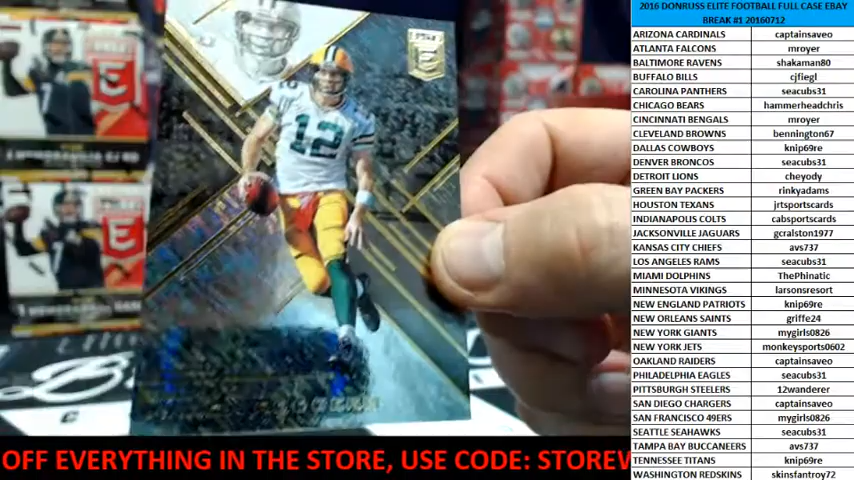 2016 DONRUSS ELITE FOOTBALL FULL CASE EBAY
BREAK #1 20160712
ARIZONA CARDINALS captainsaveo
ATLANTA FALCONS mroyer
BALTIMORE RAVENS shakaman80
BUFFALO BILLS cjfiegl
CAROLINA PANTHERS seacubs31
CHICAGO BEARS hammerheadchris
CINCINNATI BENGALS mroyer
CLEVELAND BROWNS bennington67
DALLAS COWBOYS knip69re
DENVER BRONCOS seacubs31
DETROIT LIONS cheyody
GREEN BAY PACKERS rinkyadams
HOUSTON TEXANS jrtsportscards
INDIANAPOLIS COLTS cabsportscards
JACKSONVILLE JAGUARS gcralston1977
KANSAS CITY CHIEFS avs737
LOS ANGELES RAMS seacubs31
MIAMI DOLPHINS ThePhinatic
MINNESOTA VIKINGS larsonsresort
NEW ENGLAND PATRIOTS knip69re
NEW ORLEANS SAINTS griffe24
NEW YORK GIANTS mygirls0826
NEW YORK JETS monkeysports0602
OAKLAND RAIDERS captainsaveo
PHILADELPHIA EAGLES seacubs31
PITTSBURGH STEELERS 12wanderer
SAN DIEGO CHARGERS captainsaveo
SAN FRANCISCO 49ERS mygirls0826
SEATTLE SEAHAWKS seacubs31
TAMPA BAY BUCCANEERS avs737
TENNESSEE TITANS knip69re
WASHINGTON REDSKINS skinsfantroy72
12
OFF EVERYTHING IN THE STORE, USE CODE: STOREV